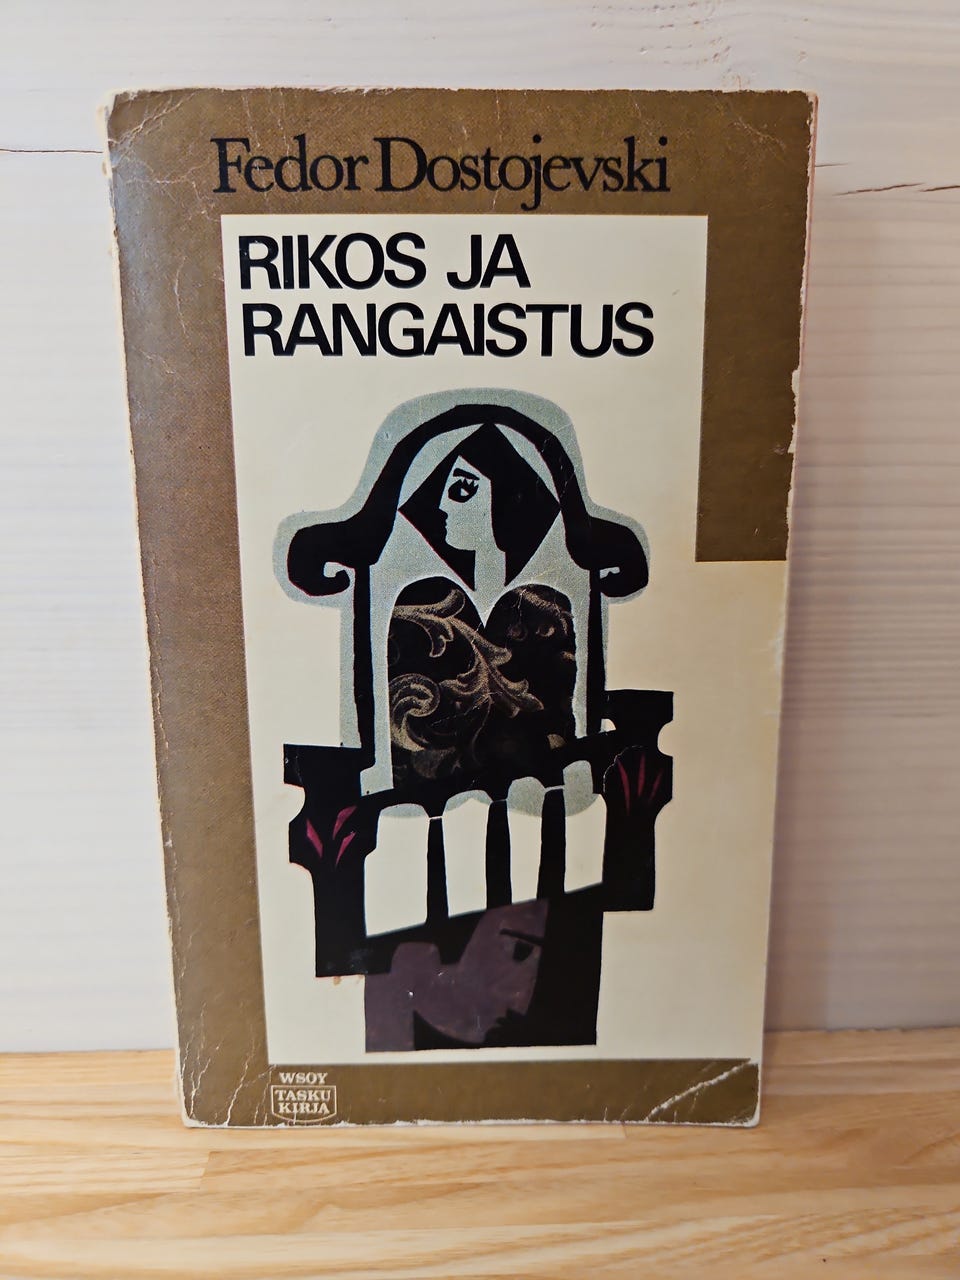 Fedor Dostojevski
RIKOS JA
RANGAISTUS
WSOY
TASKU
KIRJA